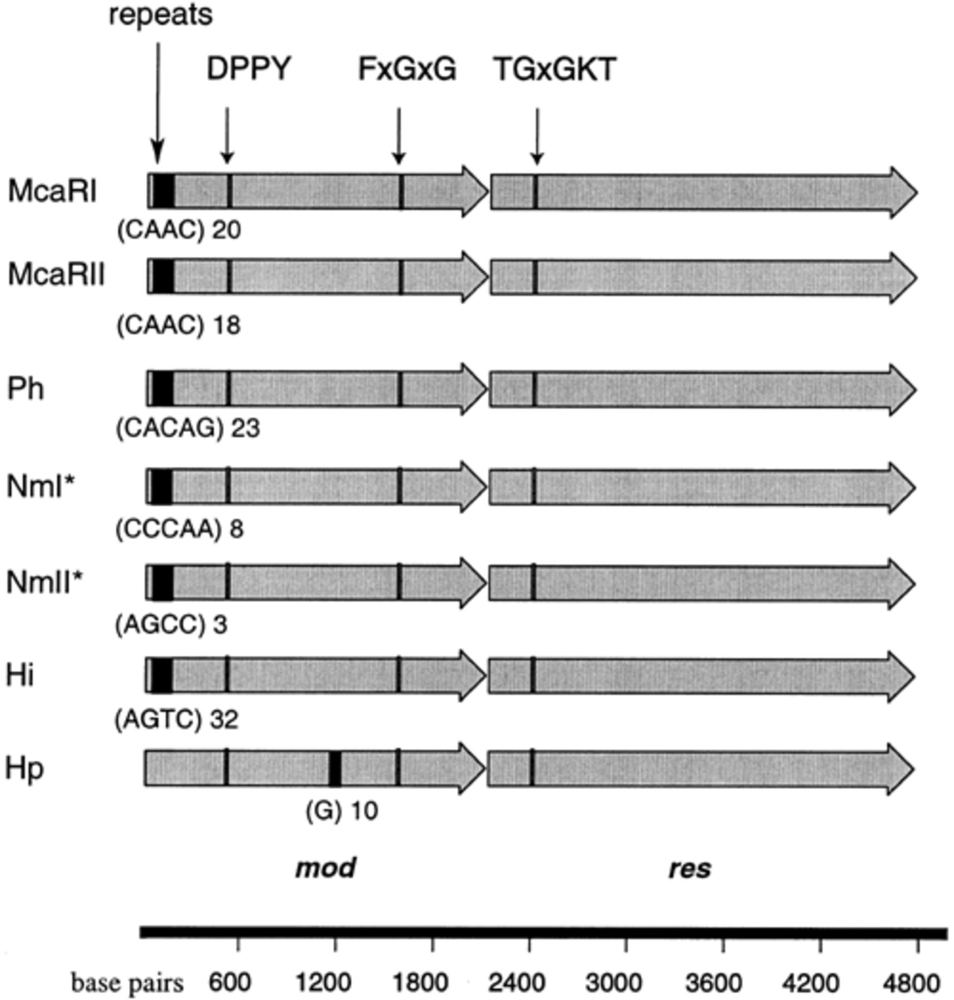 repeats
DPPY FxGxG TGxGKT
McaRI
(CAAC) 20
McaRII
(CAAC) 18
Ph
(CACAG) 23
NmI*
(CCCAA) 8
NmII*
(AGCC) 3
Hi
(AGTC) 32
Hp
(G) 10
mod res
base pairs 600 1200 1800 2400 3000 3600 4200 4800